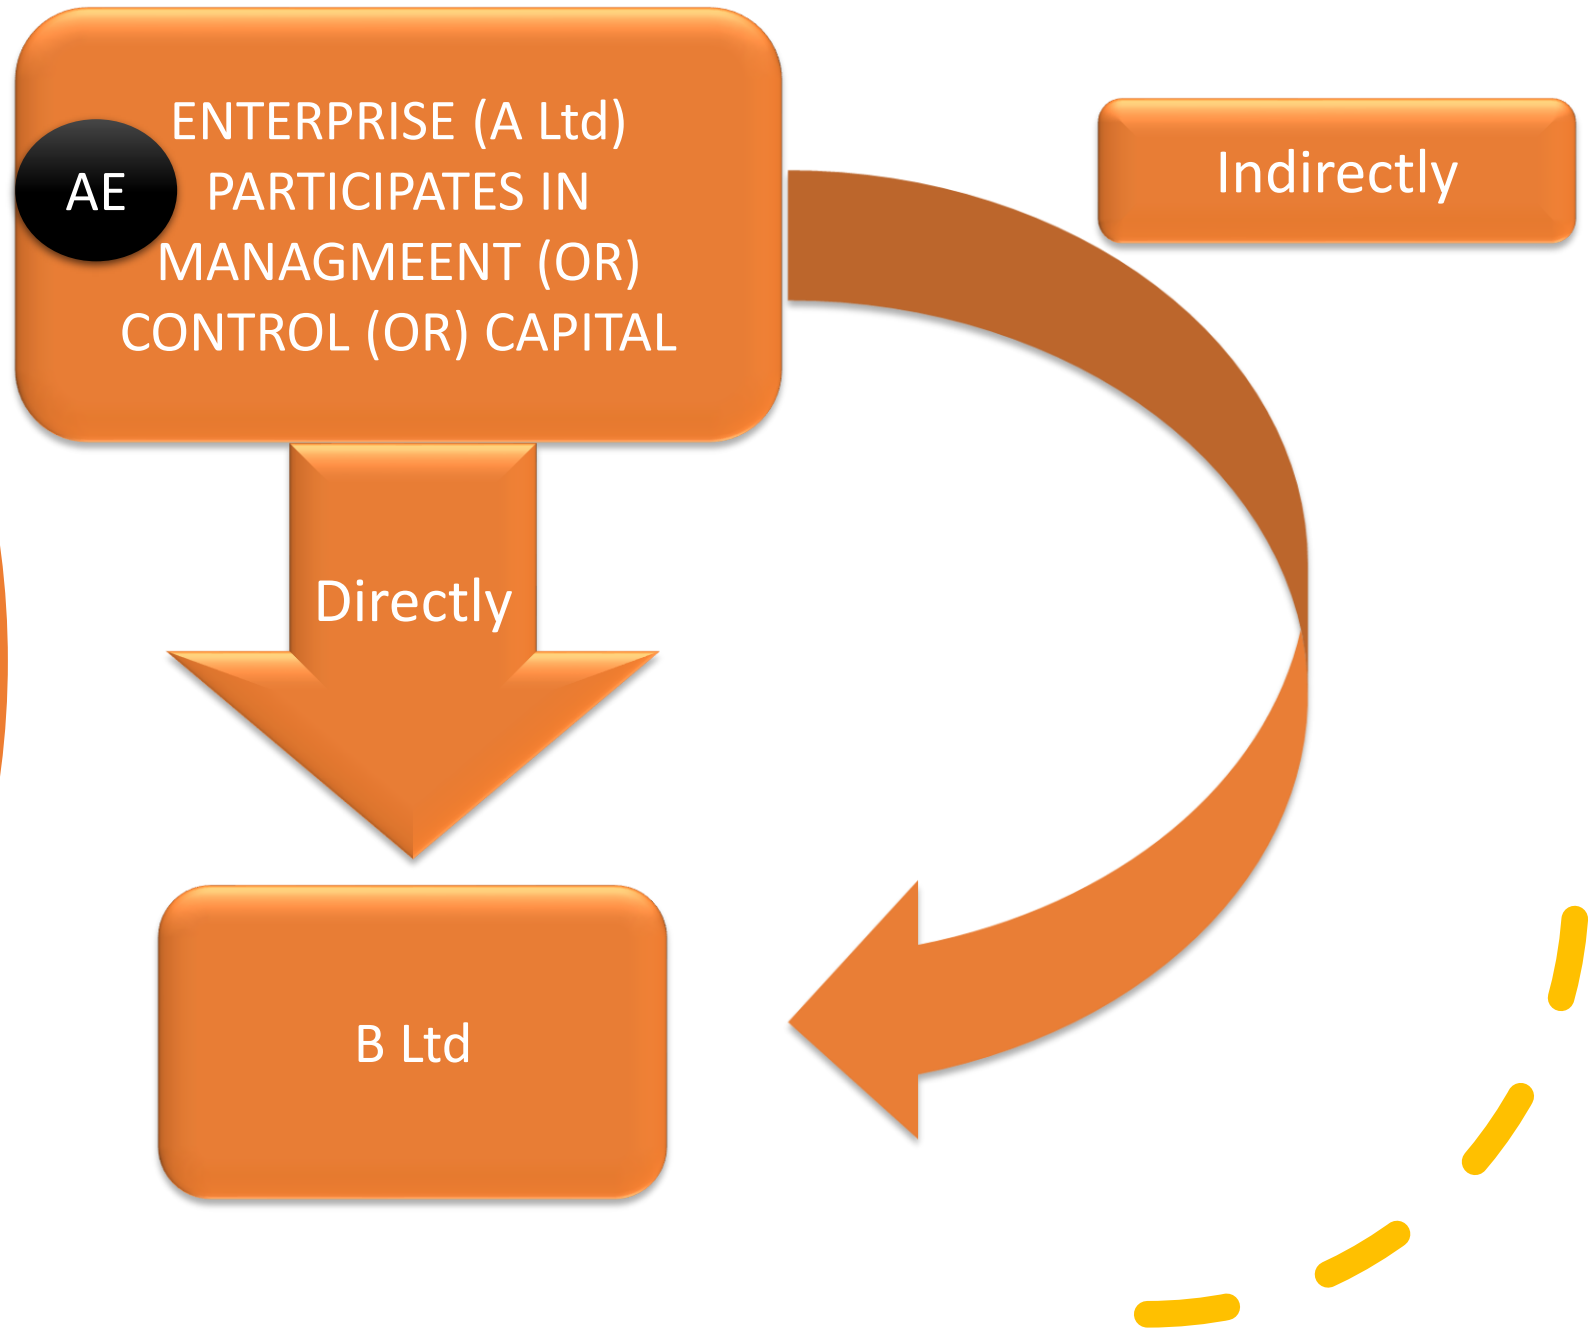 ENTERPRISE (A Ltd)
AE
PARTICIPATES IN
MANAGMEENT (OR)
CONTROL (OR) CAPITAL
Indirectly
Directly
B Ltd